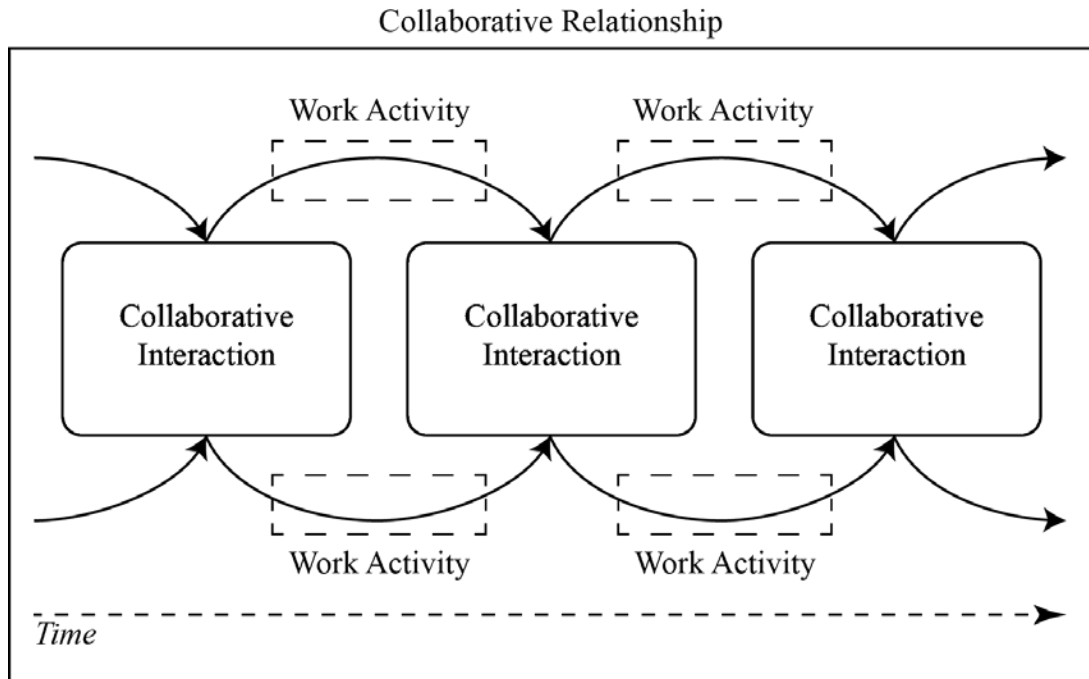 Collaborative Relationship
Work Activity
Work Activity
Collaborative
Interaction
Collaborative
Interaction
Collaborative
Interaction
Work Activity
Work Activity
Time